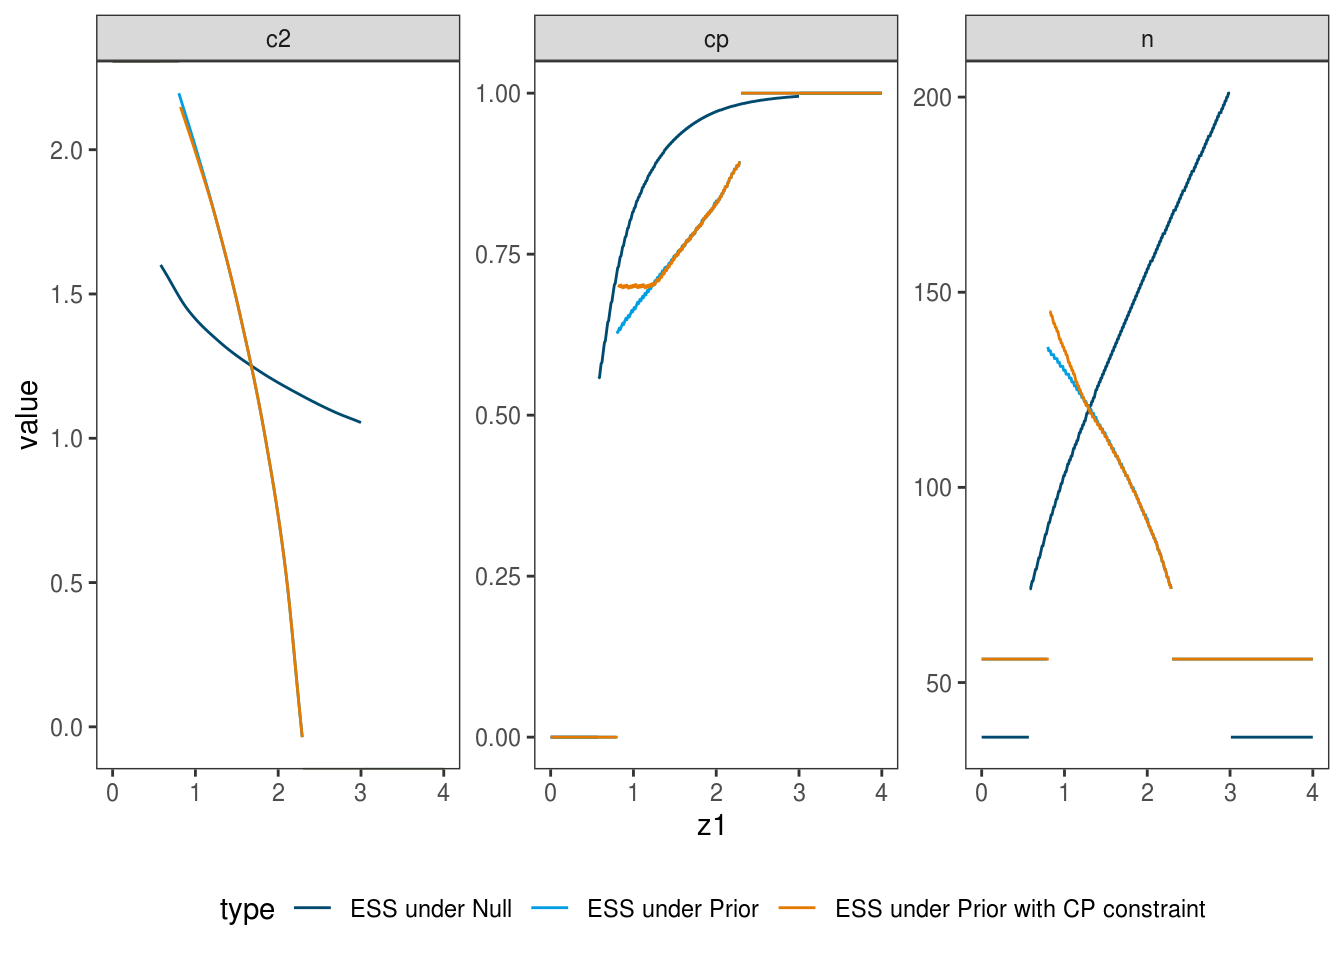 c2 cp n
value
2.0
1.5
1.0
0.5
0.0
1.00
0.75
0.50
0.25
0.00
200
150
100
50
0 1 2 3 4 0 1 2 3 4 0 1 2 3 4
z1
type ESS under Null ESS under Prior ESS under Prior with CP constraint